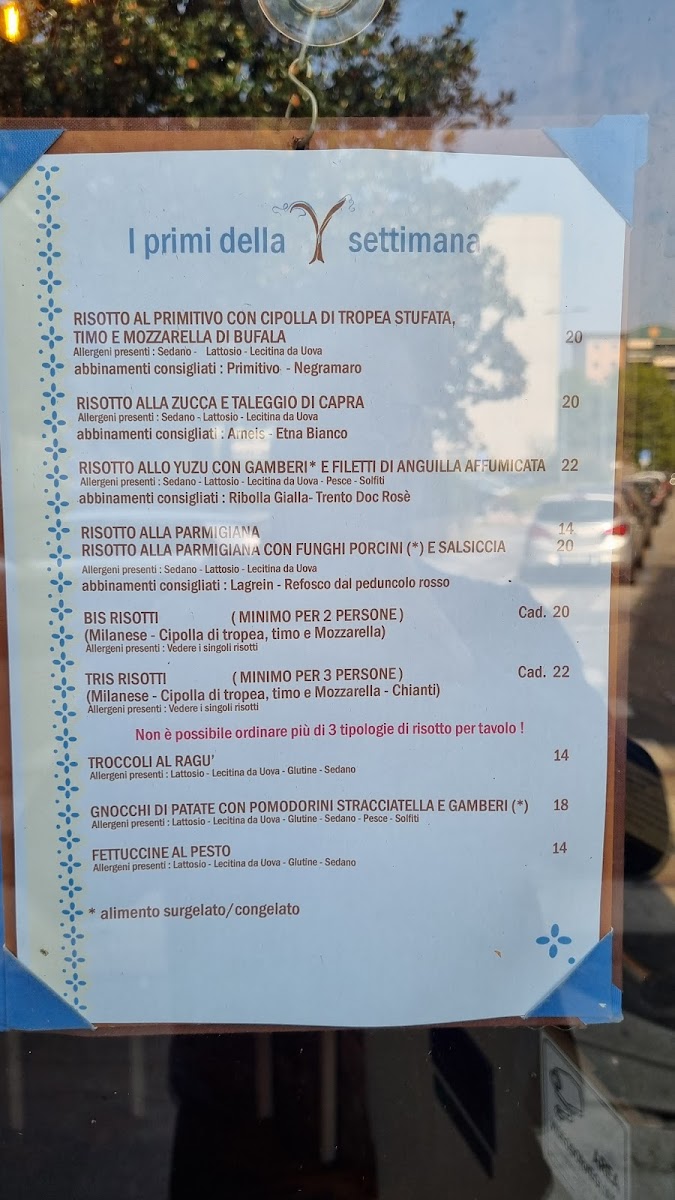 I primi della settimana
RISOTTO AL PRIMITIVO CON CIPOLLA DI TROPEA STUFATA,
TIMO E MOZZARELLA DI BUFALA 20
Allergeni presenti : Sedano - Lattosio - Lecitina da Uova
abbinamenti consigliati : Primitivo - Negramaro
RISOTTO ALLA ZUCCA E TALEGGIO DI CAPRA 20
Allergeni presenti : Sedano - Lattosio - Lecitina da Uova
abbinamenti consigliati : Arneis - Etna Bianco
RISOTTO ALLO YUZU CON GAMBERI* E FILETTI DI ANGUILLA AFFUMICATA 22
Allergeni presenti : Sedano - Lattosio - Lecitina da Uova - Pesce - Solfiti
abbinamenti consigliati : Ribolla Gialla- Trento Doc Rosè
RISOTTO ALLA PARMIGIANA 14
RISOTTO ALLA PARMIGIANA CON FUNGHI PORCINI (*) E SALSICCIA 20
Allergeni presenti : Sedano - Lattosio - Lecitina da Uova
abbinamenti consigliati : Lagrein - Refosco dal peduncolo rosso
BIS RISOTTI ( MINIMO PER 2 PERSONE ) Cad. 20
(Milanese - Cipolla di tropea, timo e Mozzarella)
Allergeni presenti : Vedere i singoli risotti
TRIS RISOTTI ( MINIMO PER 3 PERSONE ) Cad. 22
(Milanese - Cipolla di tropea, timo e Mozzarella - Chianti)
Allergeni presenti : Vedere i singoli risotti
Non è possibile ordinare più di 3 tipologie di risotto per tavolo !
TROCCOLI AL RAGU' 14
Allergeni presenti : Lattosio - Lecitina da Uova - Glutine - Sedano
GNOCCHI DI PATATE CON POMODORINI STRACCIATELLA E GAMBERI (*) 18
Allergeni presenti : Lattosio - Lecitina da Uova - Glutine - Sedano - Pesce - Solfiti
FETTUCCINE AL PESTO 14
Allergeni presenti : Lattosio - Lecitina da Uova - Glutine - Sedano
* alimento surgelato/congelato